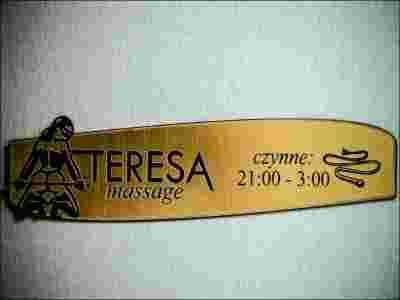 TERESA
massage
czynne:
21:00 - 3:00